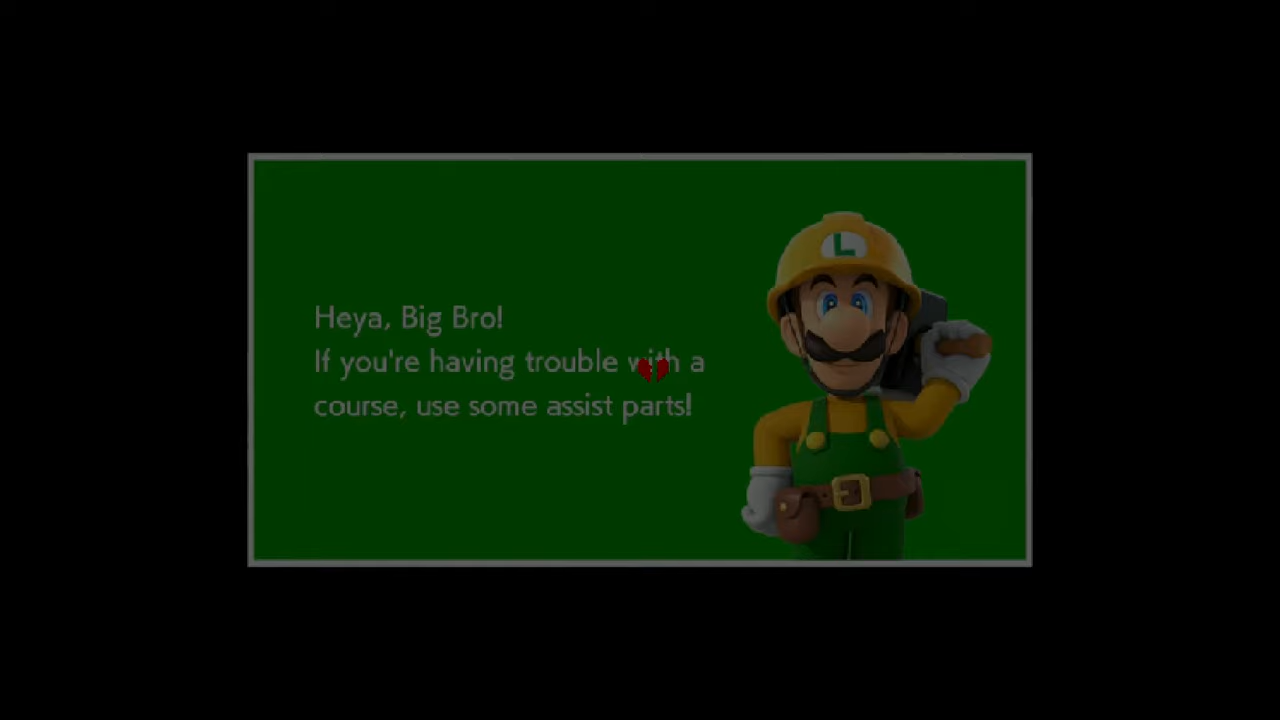 L
Heya, Big Bro!
If you're having trouble with a
course, use some assist parts!